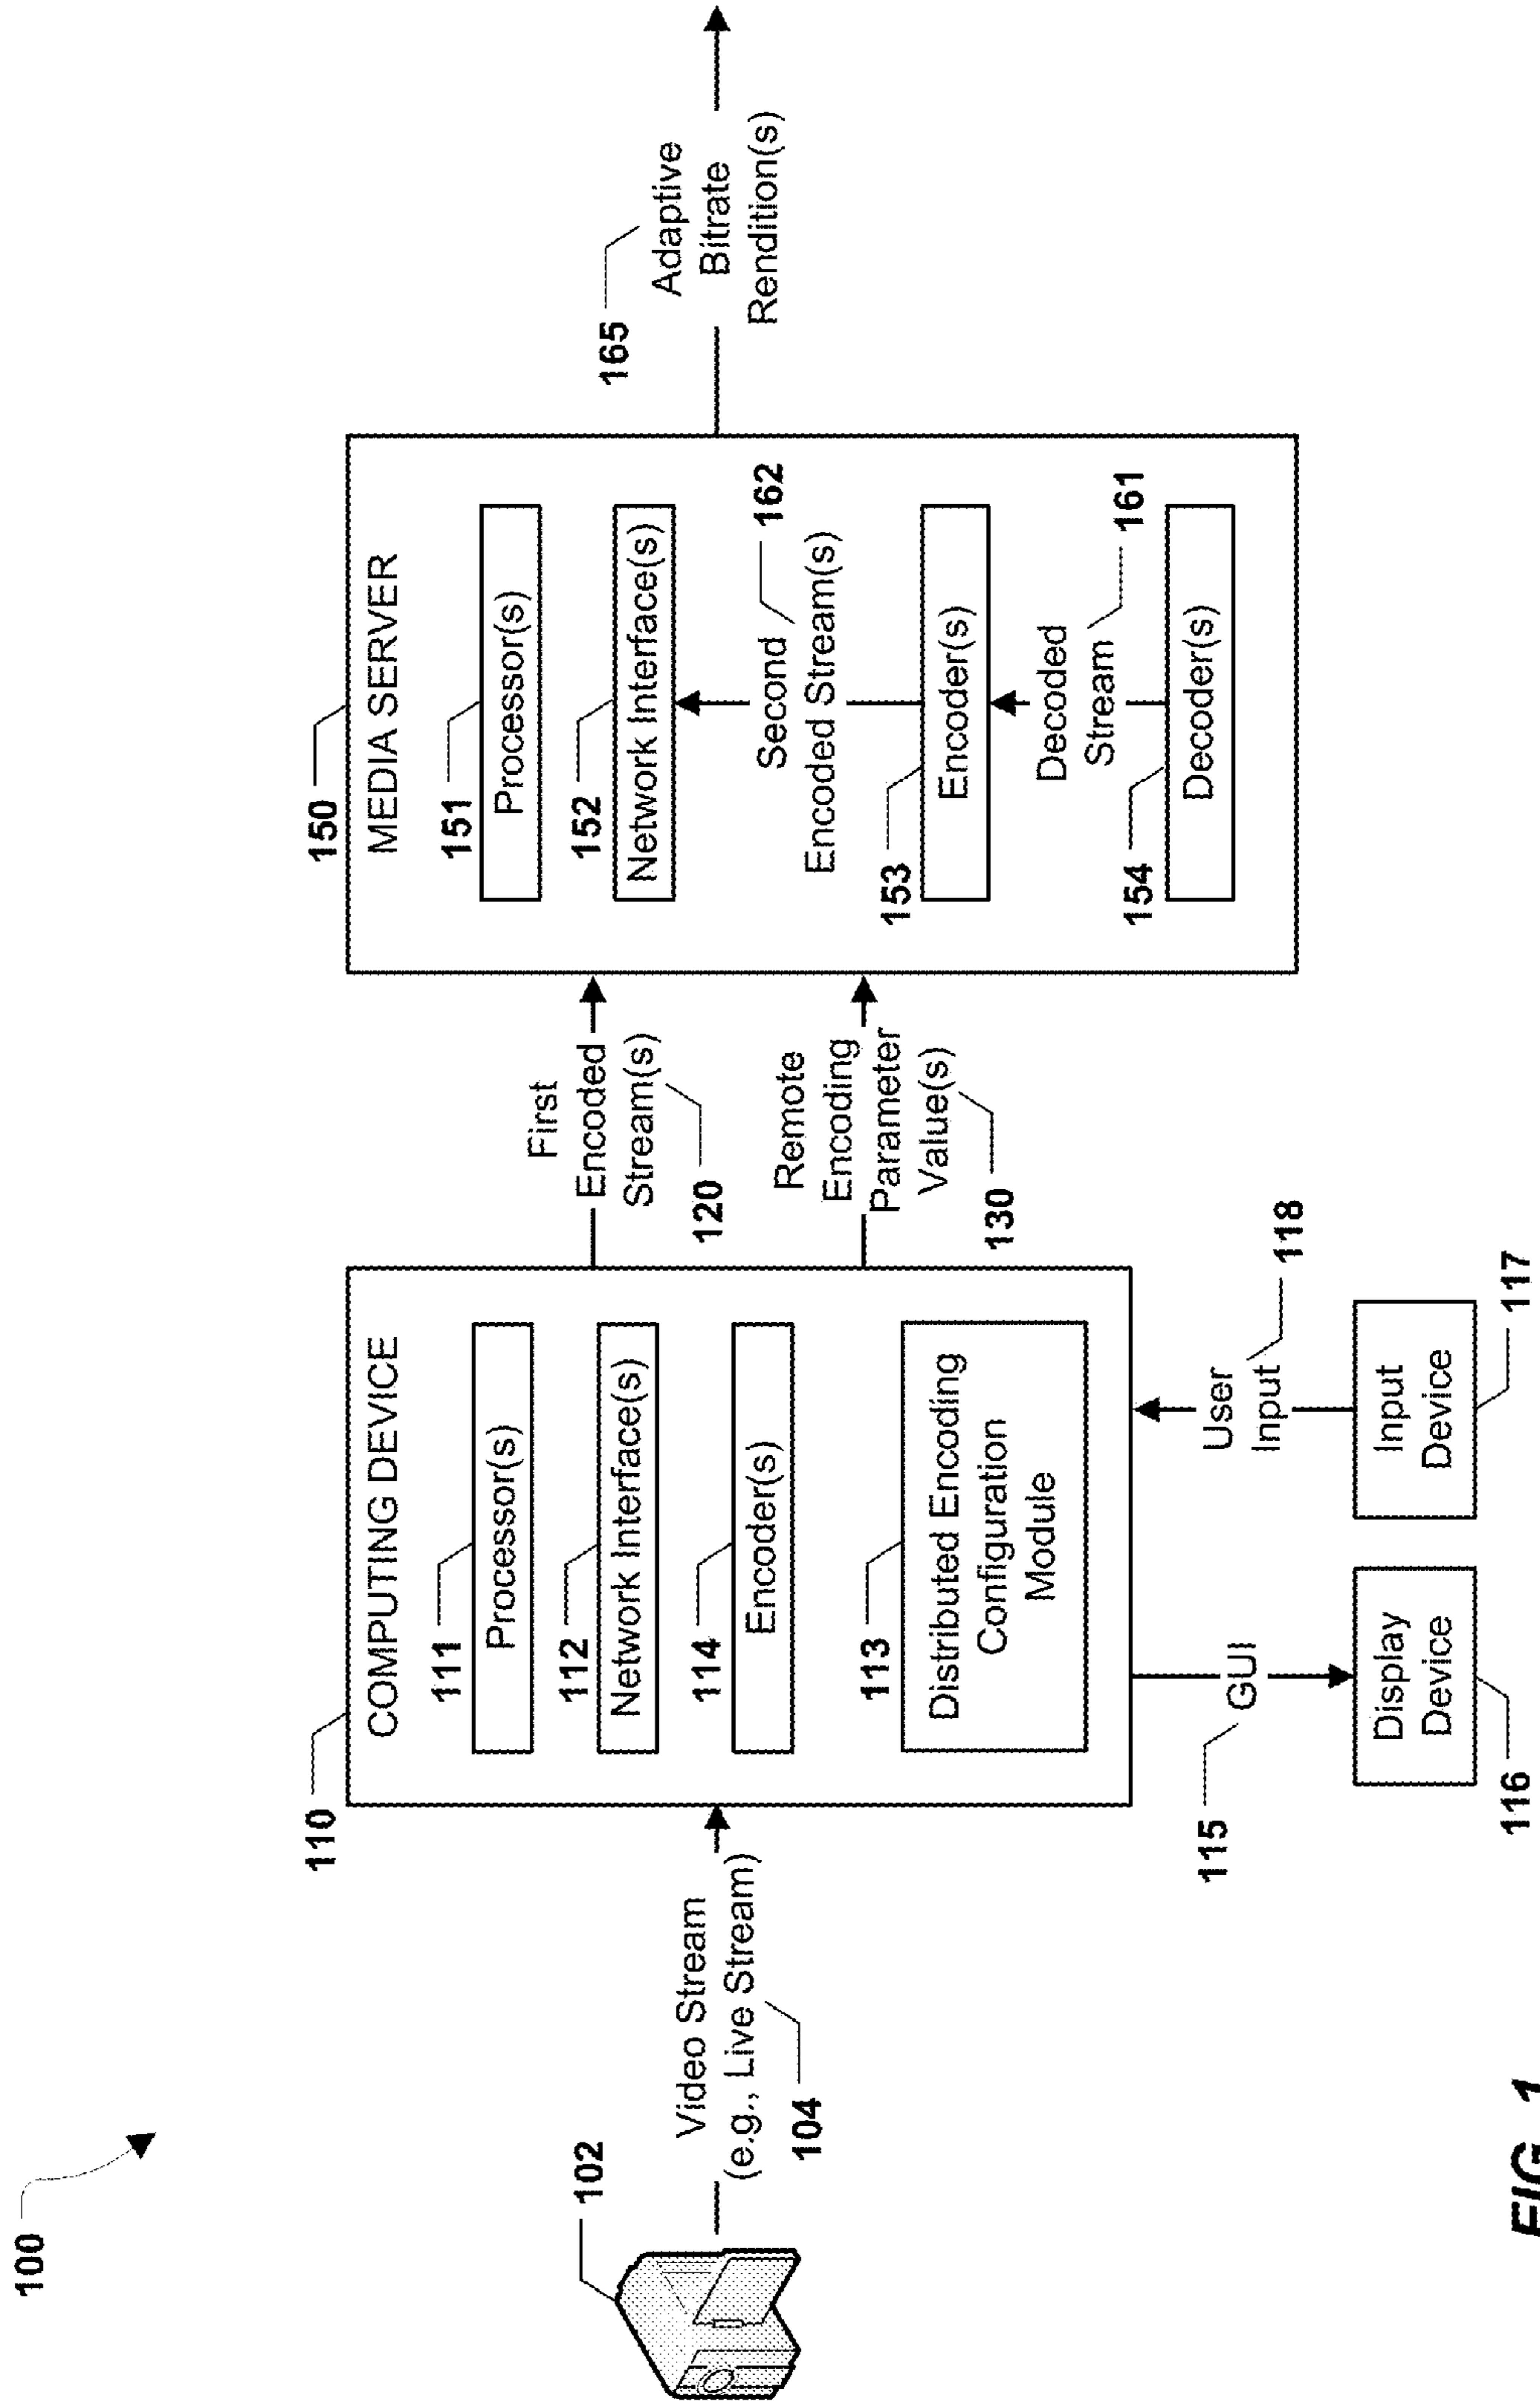 100
102
Video Stream
(e.g., Live Stream)
104
110
COMPUTING DEVICE
111
Processor(s)
112
Network Interface(s)
114
Encoder(s)
113
Distributed Encoding
Configuration
Module
115
GUI
User
Input
118
Display
Device
116
Input
Device
117
First
Encoded
Stream(s)
120
Remote
Encoding
Parameter
Value(s)
130
150
MEDIA SERVER
151
Processor(s)
152
Network Interface(s)
Second
Encoded Stream(s)
162
153
Encoder(s)
Decoded
Stream
161
154
Decoder(s)
165
Adaptive
Bitrate
Rendition(s)
FIG. 1